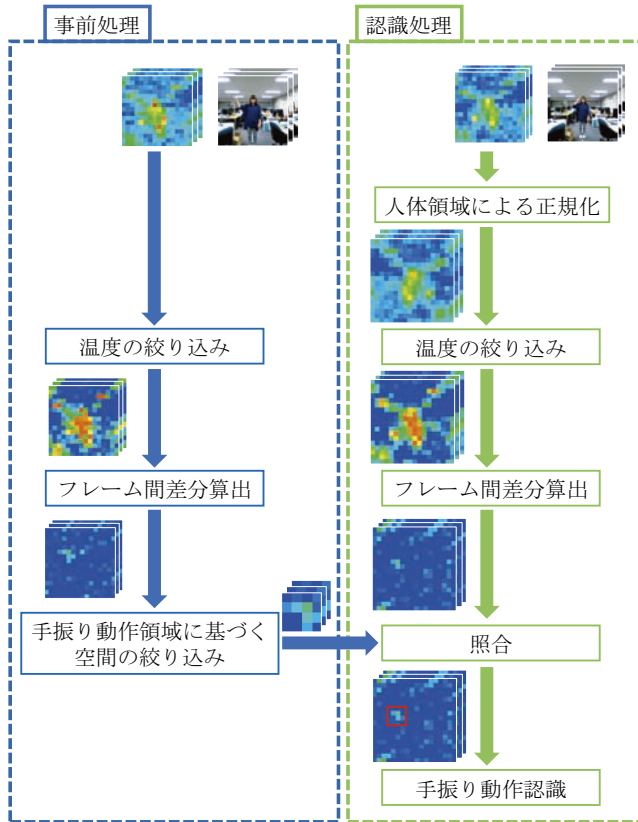 事前処理
温度の絞り込み
フレーム間差分算出
手振り動作領域に基づく
空間の絞り込み
認識処理
人体領域による正規化
温度の絞り込み
フレーム間差分算出
照合
手振り動作認識